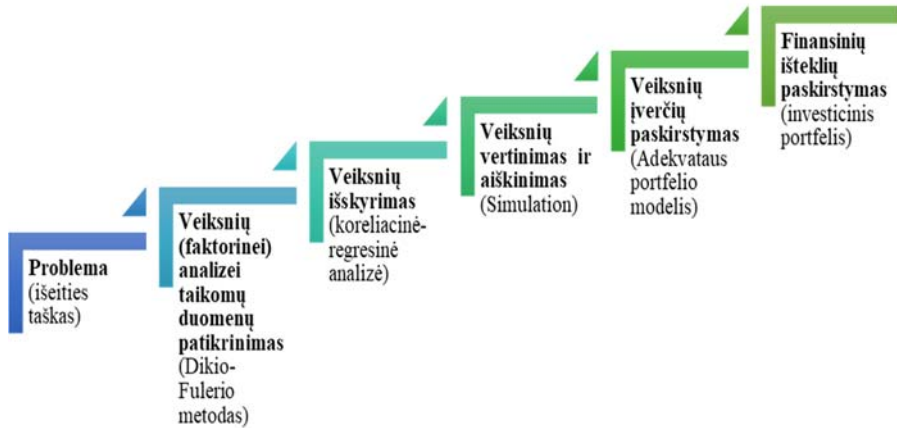 Problema
(išeities
taškas)
Veiksnių
(faktorinei)
analizei
taikomų
duomenų
patikrinimas
(Dikio-
Fulerio
metodas)
Veiksnių
išskyrimas
(koreliacinė-
regresinė
analizė)
Veiksnių
vertinimas ir
aiškinimas
(Simulation)
Veiksnių
įverčių
paskirstymas
(Adekvataus
portfelio
modelis)
Finansinių
išteklių
paskirstymas
(investicinis
portfelis)